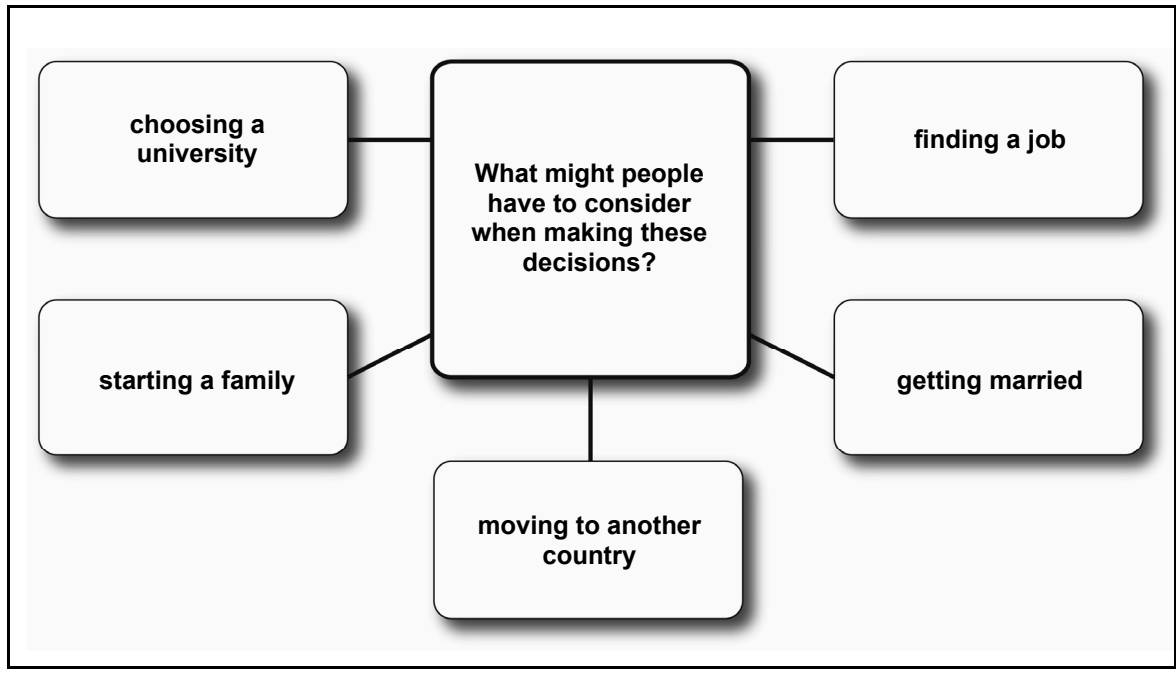 choosing a
university
What might people
have to consider
when making these
decisions?
finding a job
starting a family
getting married
moving to another
country